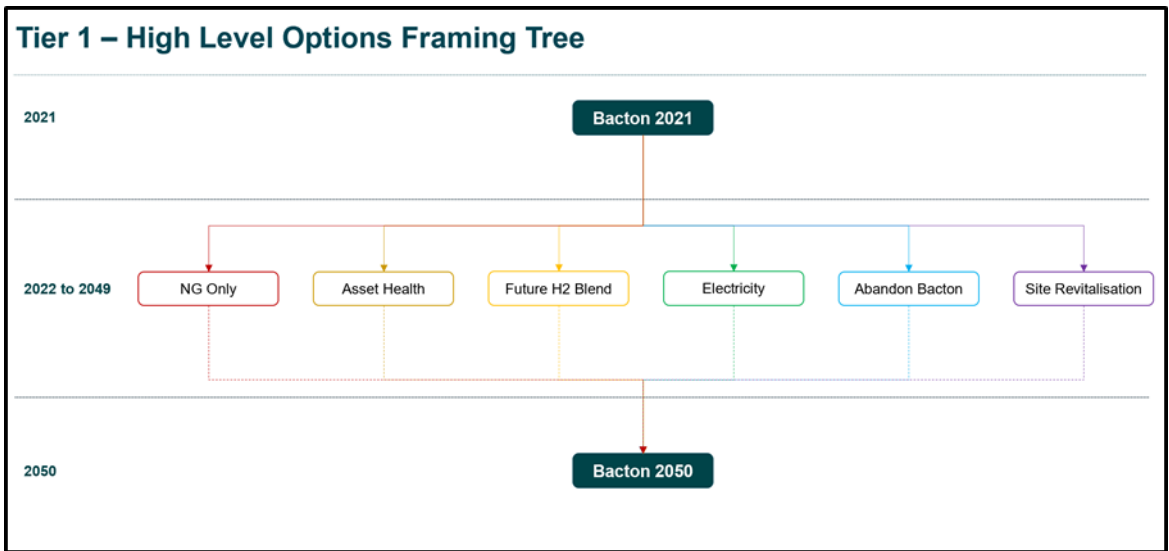 Tier 1 – High Level Options Framing Tree
2021
Bacton 2021
2022 to 2049
NG Only
Asset Health
Future H2 Blend
Electricity
Abandon Bacton
Site Revitalisation
2050
Bacton 2050